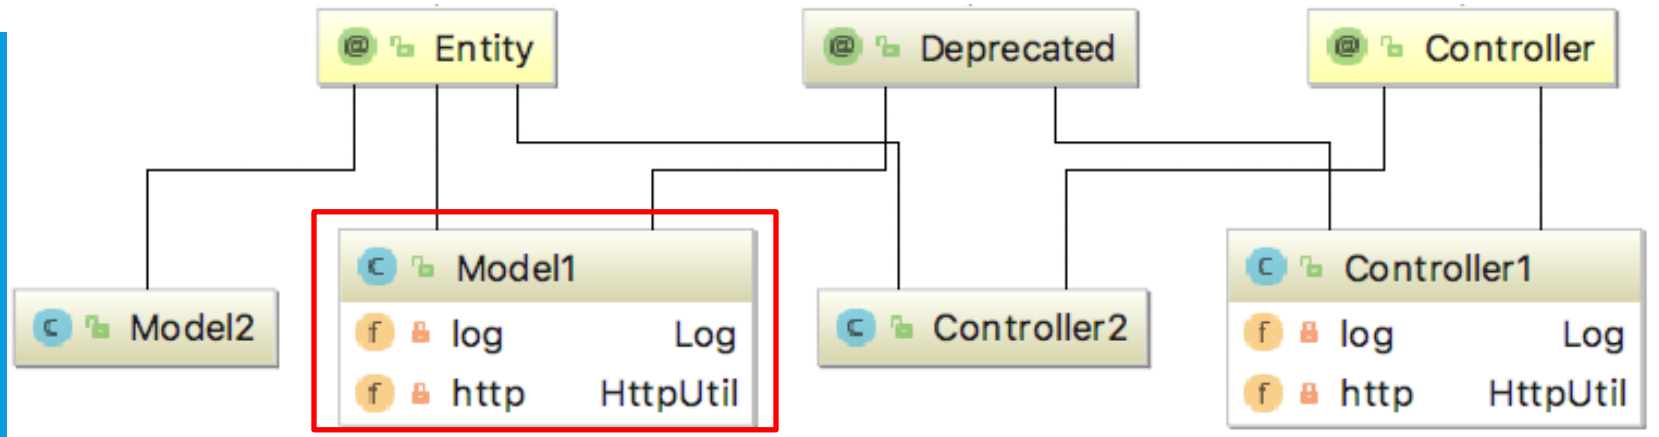 @ Entity
@ Deprecated
@ Controller
C Model2
C Model1
f log Log
f http HttpUtil
C Controller2
C Controller1
f log Log
f http HttpUtil